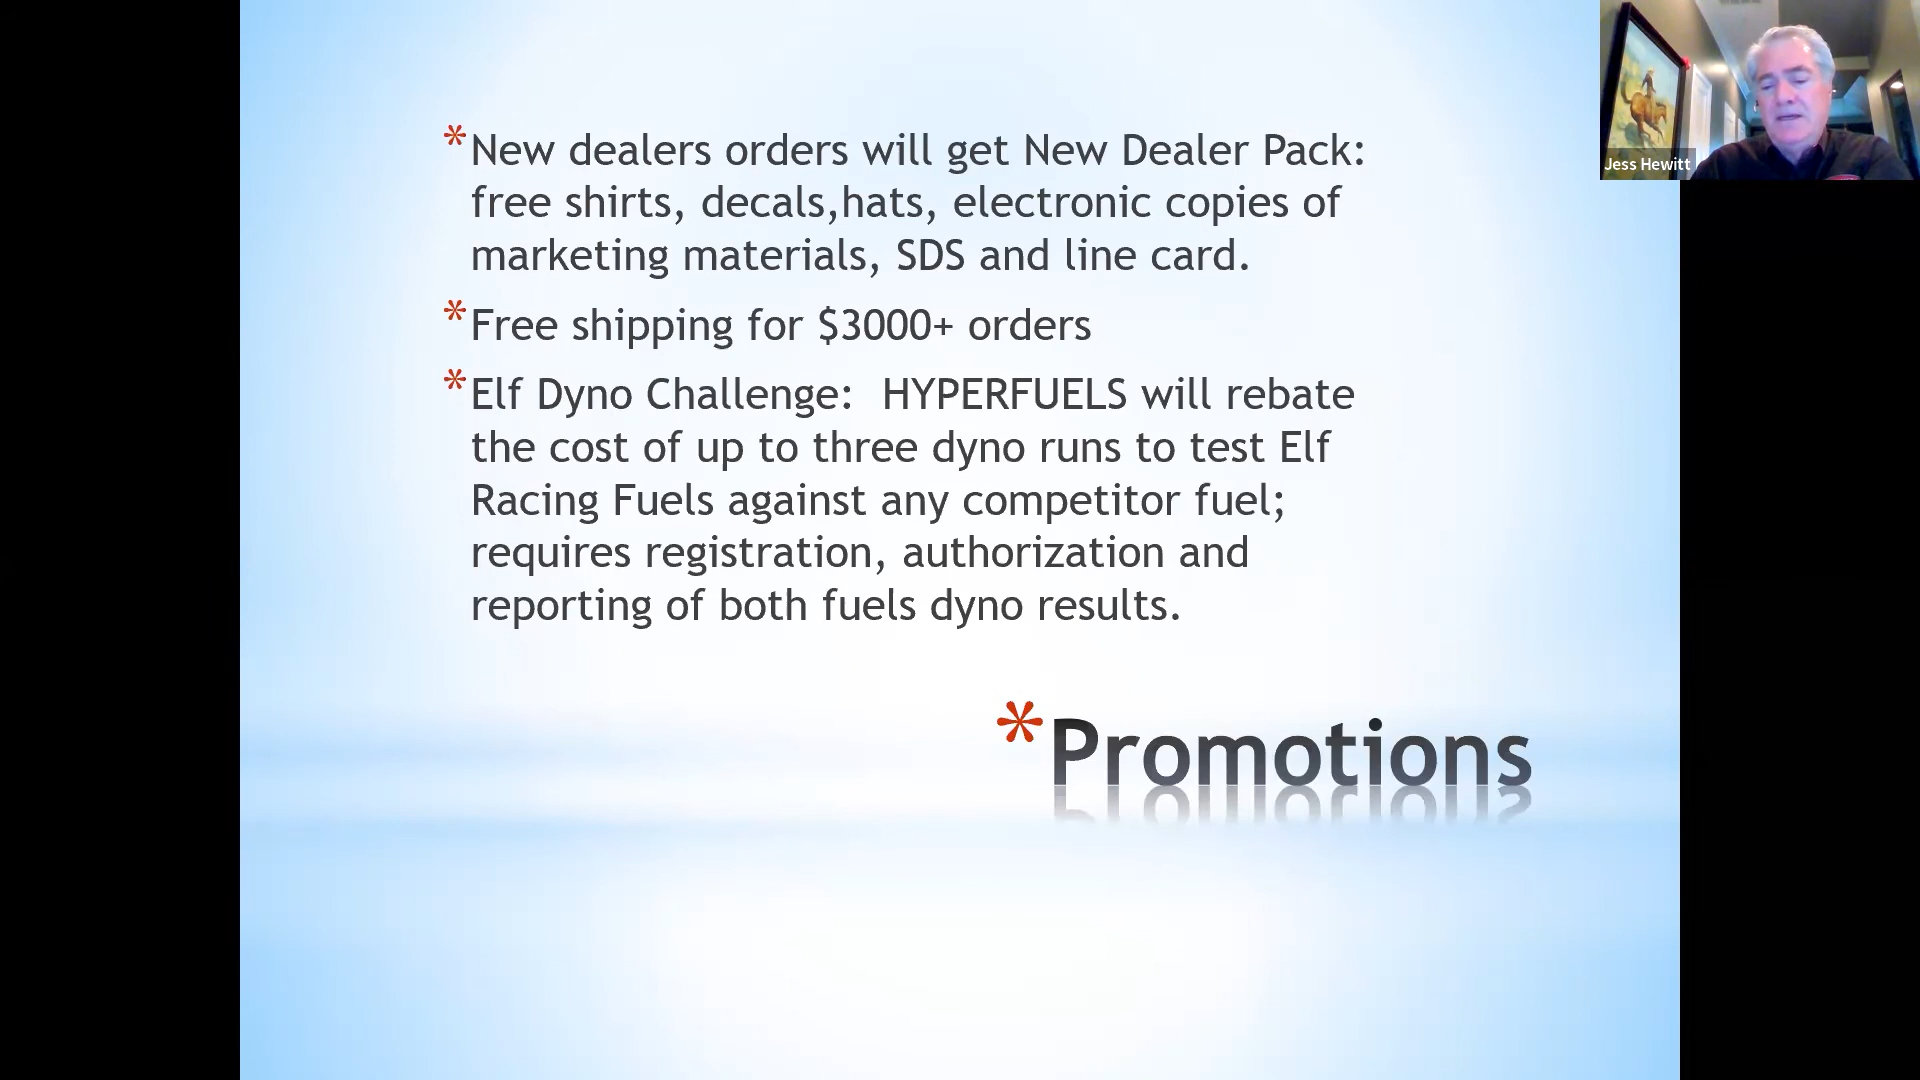 *New dealers orders will get New Dealer Pack:
free shirts, decals,hats, electronic copies of
marketing materials, SDS and line card.
*Free shipping for $3000+ orders
*Elf Dyno Challenge:  HYPERFUELS will rebate
the cost of up to three dyno runs to test Elf
Racing Fuels against any competitor fuel;
requires registration, authorization and
reporting of both fuels dyno results.
*Promotions
Jess Hewitt